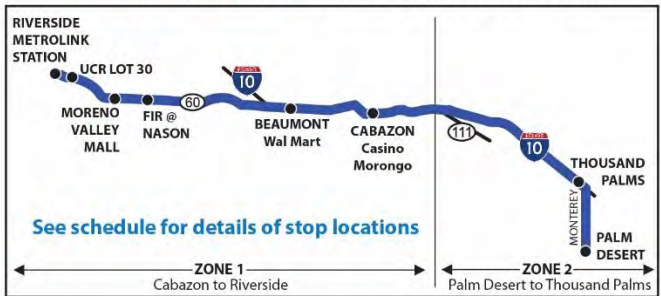 RIVERSIDE
METROLINK
STATION
UCR LOT 30
MORENO
VALLEY
MALL
FIR @
NASON
60
10
BEAUMONT
Wal Mart
CABAZON
Casino
Morongo
111
10
THOUSAND
PALMS
MONTEREY
PALM
DESERT
See schedule for details of stop locations
ZONE 1
Cabazon to Riverside
ZONE 2
Palm Desert to Thousand Palms